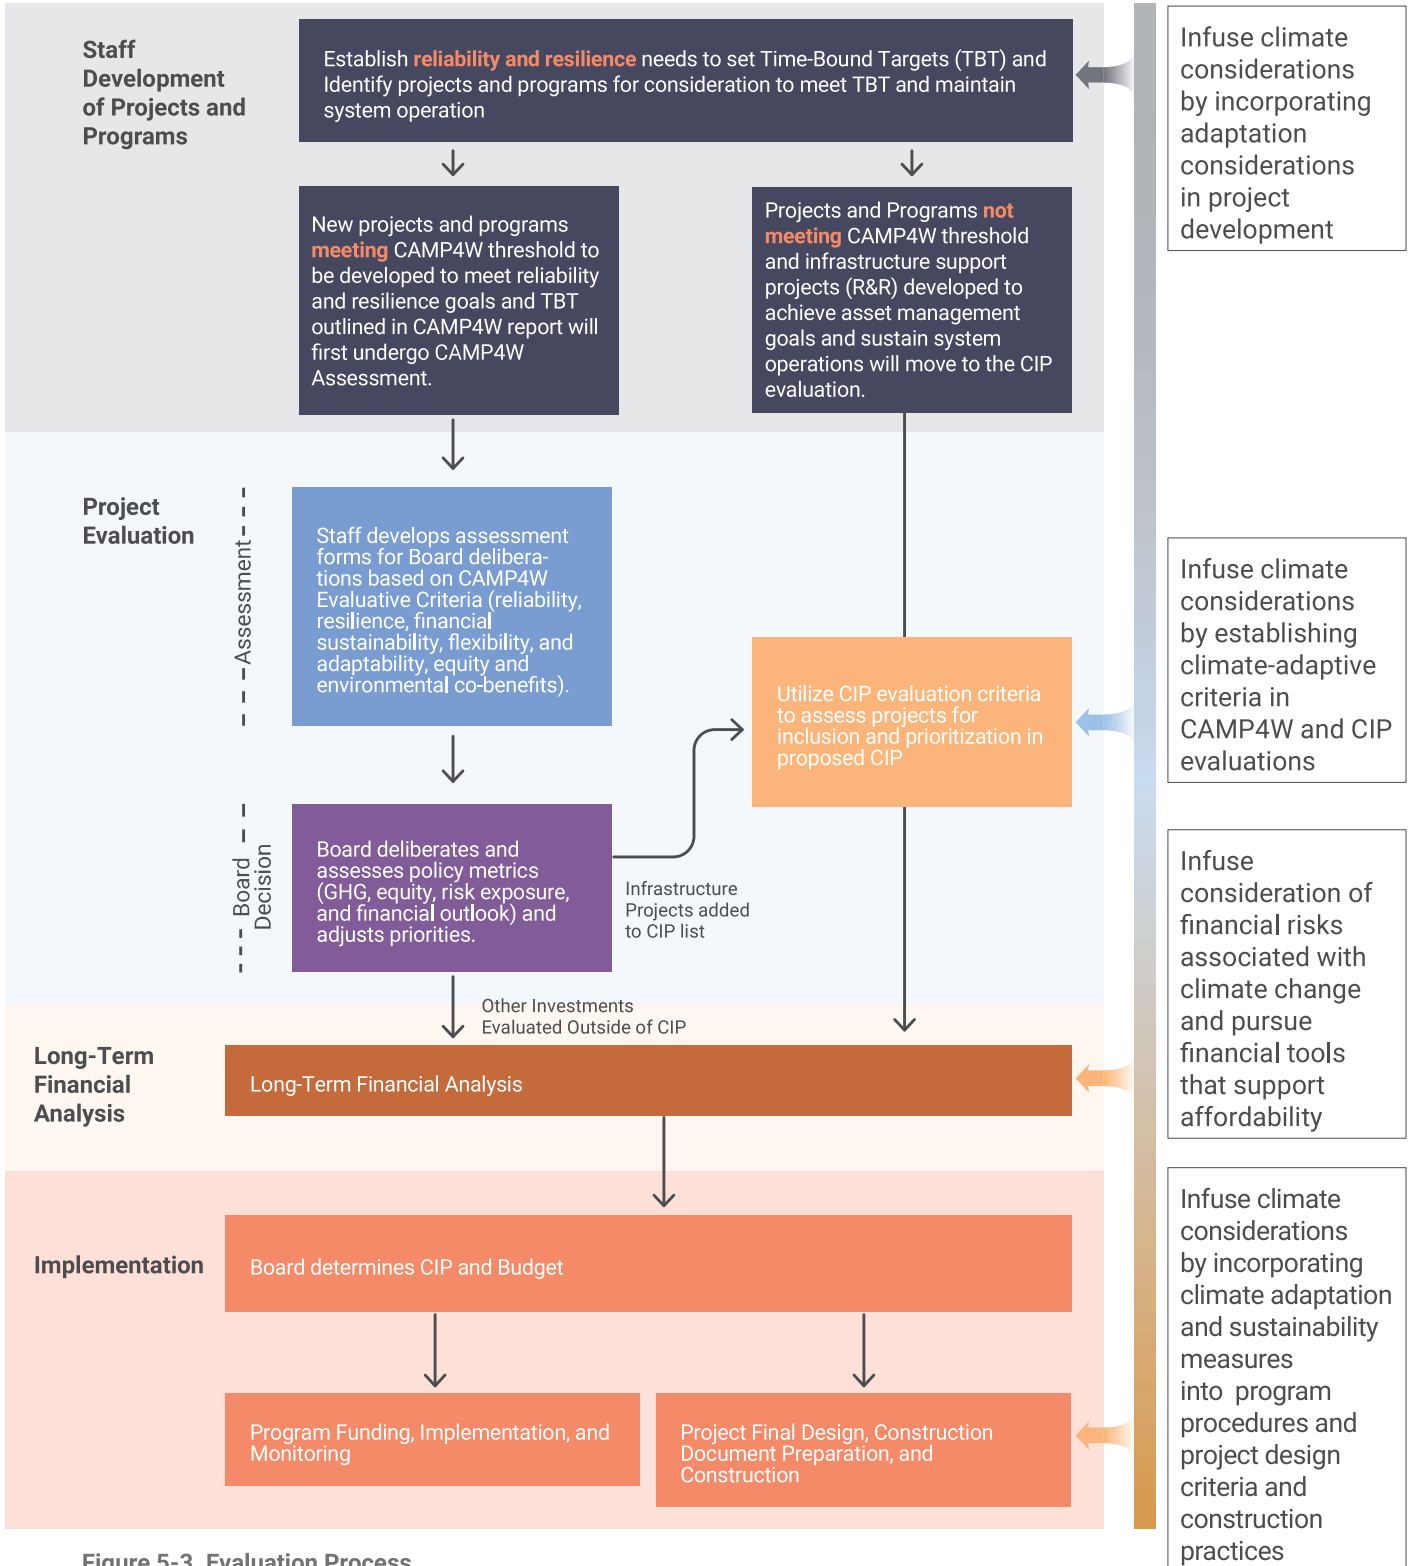 Staff
Development
of Projects and
Programs
Establish reliability and resilience needs to set Time-Bound Targets (TBT) and
Identify projects and programs for consideration to meet TBT and maintain
system operation
New projects and programs
meeting CAMP4W threshold to
be developed to meet reliability
and resilience goals and TBT
outlined in CAMP4W report will
first undergo CAMP4W
Assessment.
Projects and Programs not
meeting CAMP4W threshold
and infrastructure support
projects (R&R) developed to
achieve asset management
goals and sustain system
operations will move to the CIP
evaluation.
Infuse climate
considerations
by incorporating
adaptation
considerations
in project
development
Project
Evaluation
Assessment
Staff develops assessment
forms for Board delibera-
tions based on CAMP4W
Evaluative Criteria (reliability,
resilience, financial
sustainability, flexibility, and
adaptability, equity and
environmental co-benefits).
Utilize CIP evaluation criteria
to assess projects for
inclusion and prioritization in
proposed CIP
Infuse climate
considerations
by establishing
climate-adaptive
criteria in
CAMP4W and CIP
evaluations
Board
Decision
Board deliberates and
assesses policy metrics
(GHG, equity, risk exposure,
and financial outlook) and
adjusts priorities.
Infrastructure
Projects added
to CIP list
Other Investments
Evaluated Outside of CIP
Infuse
consideration of
financial risks
associated with
climate change
and pursue
financial tools
that support
affordability
Long-Term
Financial
Analysis
Long-Term Financial Analysis
Implementation
Board determines CIP and Budget
Program Funding, Implementation, and
Monitoring
Project Final Design, Construction
Document Preparation, and
Construction
Infuse climate
considerations
by incorporating
climate adaptation
and sustainability
measures
into program
procedures and
project design
criteria and
construction
practices
Figure 5-3. Evaluation Process